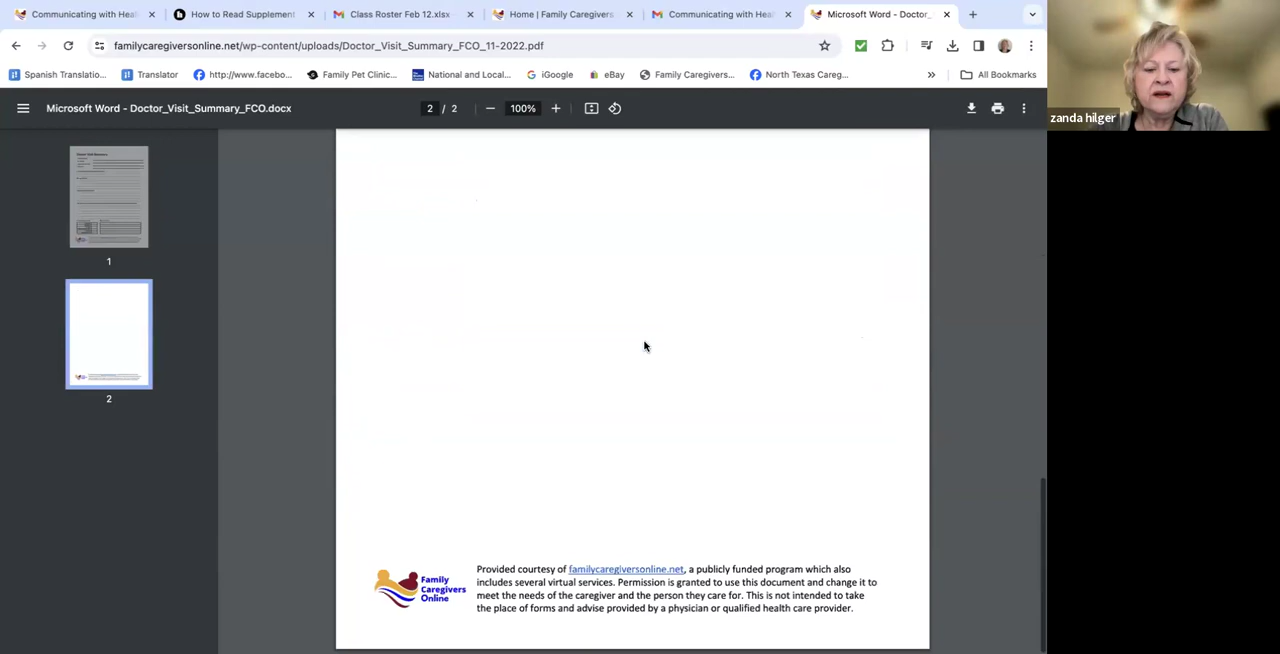 Communicating with Heal
How to Read Supplement
Class Roster Feb 12.xlsx
Home | Family Caregivers
Communicating with Heal
Microsoft Word - Doctor_
familycaregiversonline.net/wp-content/uploads/Doctor_Visit_Summary_FCO_11-2022.pdf
Spanish Translatio...
Translator
http://www.facebo...
Family Pet Clinic...
National and Local...
iGoogle
eBay
Family Caregivers...
North Texas Careg...
»
All Bookmarks
Microsoft Word - Doctor_Visit_Summary_FCO.docx
2 / 2
100%
zanda hilger
1
2
Family
Caregivers
Online
Provided courtesy of familycaregiversonline.net, a publicly funded program which also
includes several virtual services. Permission is granted to use this document and change it to
meet the needs of the caregiver and the person they care for. This is not intended to take
the place of forms and advise provided by a physician or qualified health care provider.